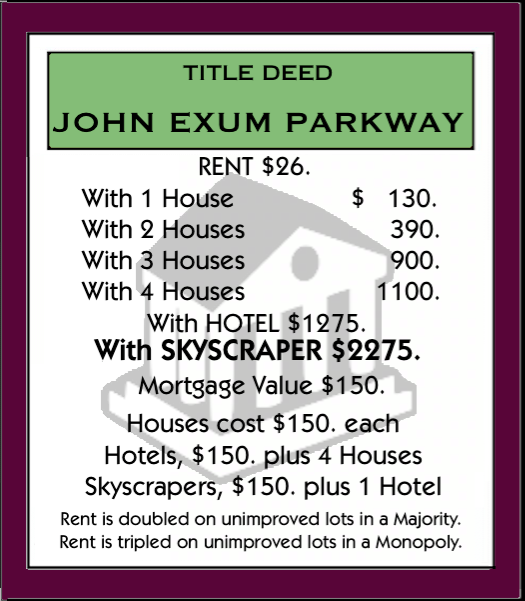 TITLE DEED
JOHN EXUM PARKWAY
RENT $26.
With 1 House $ 130.
With 2 Houses 390.
With 3 Houses 900.
With 4 Houses 1100.
With HOTEL $1275.
With SKYSCRAPER $2275.
Mortgage Value $150.
Houses cost $150. each
Hotels, $150. plus 4 Houses
Skyscrapers, $150. plus 1 Hotel
Rent is doubled on unimproved lots in a Majority.
Rent is tripled on unimproved lots in a Monopoly.